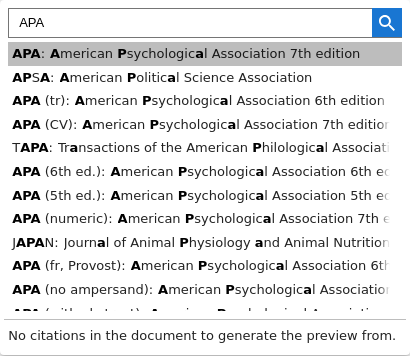 APA
APA: American Psychological Association 7th edition
APSA: American Political Science Association
APA (tr): American Psychological Association 6th edition
APA (CV): American Psychological Association 7th edition
TAPA: Transactions of the American Philological Associati
APA (6th ed.): American Psychological Association 6th ed
APA (5th ed.): American Psychological Association 5th ed
APA (numeric): American Psychological Association 7th e
JAPAN: Journal of Animal Physiology and Animal Nutrition
APA (fr, Provost): American Psychological Association 6th
APA (no ampersand): American Psychological Association
No citations in the document to generate the preview from.